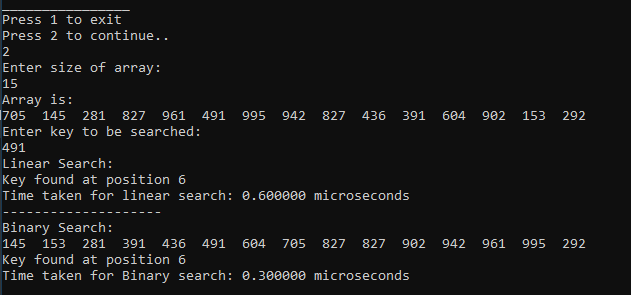 ________________
Press 1 to exit
Press 2 to continue..
2
Enter size of array:
15
Array is:
705 145 281 827 961 491 995 942 827 436 391 604 902 153 292
Enter key to be searched:
491
Linear Search:
Key found at position 6
Time taken for linear search: 0.600000 microseconds
--------------------
Binary Search:
145 153 281 391 436 491 604 705 827 827 902 942 961 995 292
Key found at position 6
Time taken for Binary search: 0.300000 microseconds